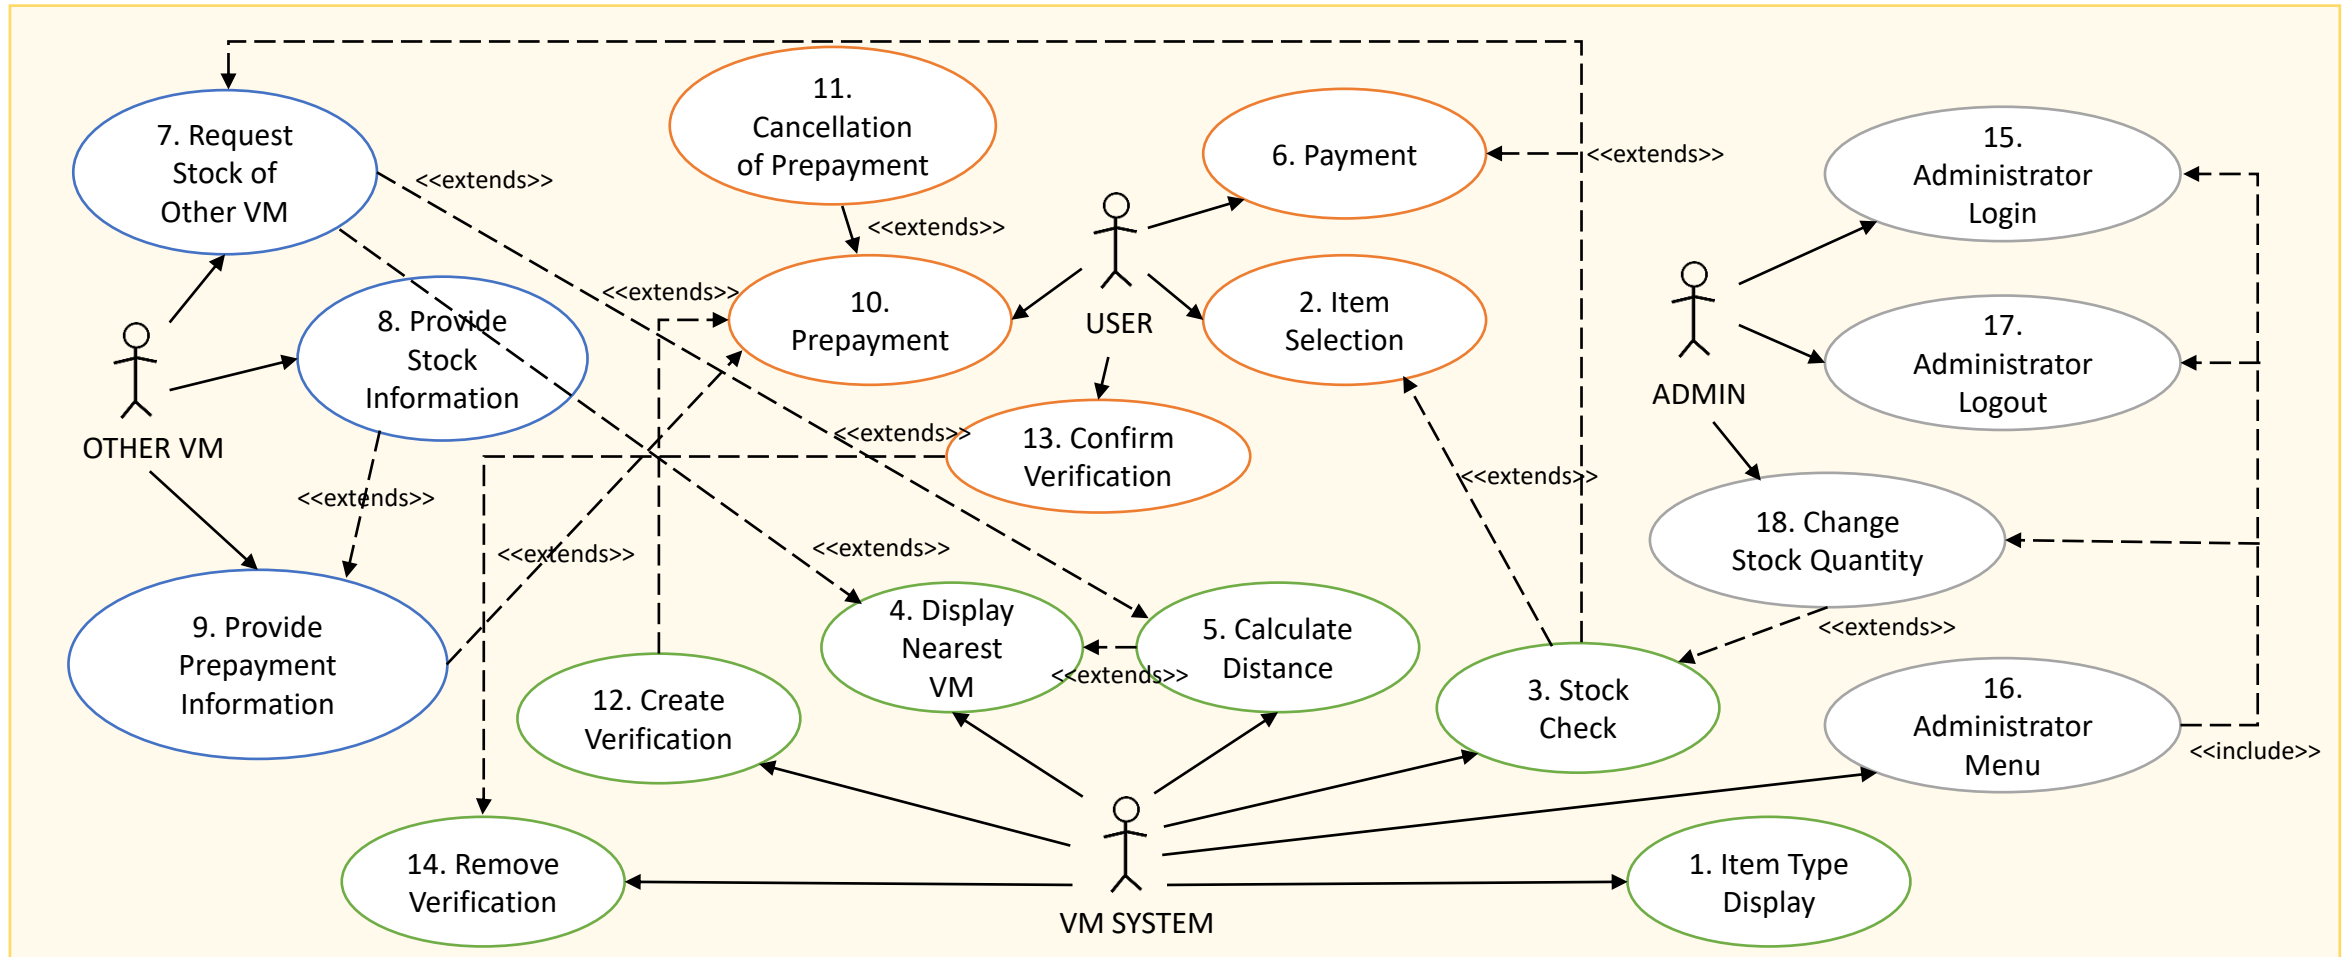 11.
Cancellation
of Prepayment
7. Request
Stock of
Other VM
<<extends>>
6. Payment
<<extends>>
15.
Administrator
Login
<<extends>>
<<extends>>
10.
Prepayment
USER
2. Item
Selection
8. Provide
Stock
Information
17.
Administrator
Logout
ADMIN
OTHER VM
<<extends>>
13. Confirm
Verification
<<extends>>
<<extends>>
<<extends>>
<<extends>>
18. Change
Stock Quantity
9. Provide
Prepayment
Information
4. Display
Nearest
VM
<<extends>>
5. Calculate
Distance
<<extends>>
12. Create
Verification
3. Stock
Check
16.
Administrator
Menu
<<include>>
14. Remove
Verification
VM SYSTEM
1. Item Type
Display